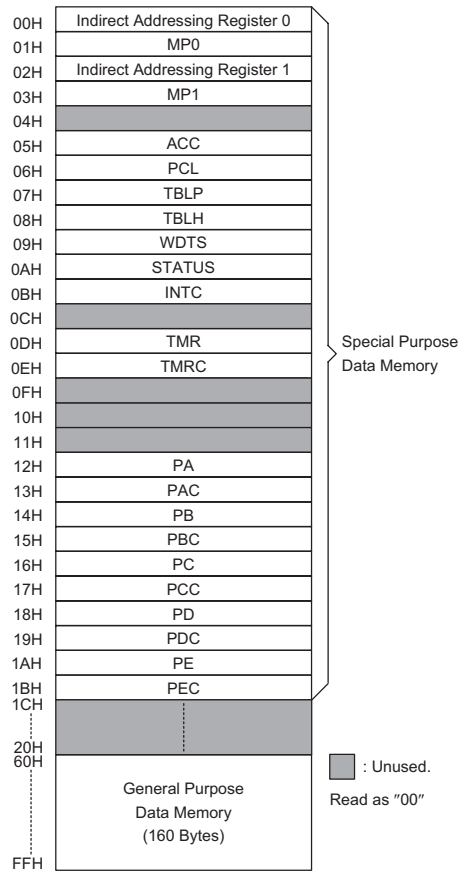 00H Indirect Addressing Register 0
01H MP0
02H Indirect Addressing Register 1
03H MP1
04H
05H ACC
06H PCL
07H TBLP
08H TBLH
09H WDTS
0AH STATUS
0BH INTC
0CH
0DH TMR
0EH TMRC
0FH
10H
11H
12H PA
13H PAC
14H PB
15H PBC
16H PC
17H PCC
18H PD
19H PDC
1AH PE
1BH PEC
1CH
20H
60H
FFH
General Purpose
Data Memory
(160 Bytes)
Special Purpose
Data Memory
: Unused.
Read as "00"